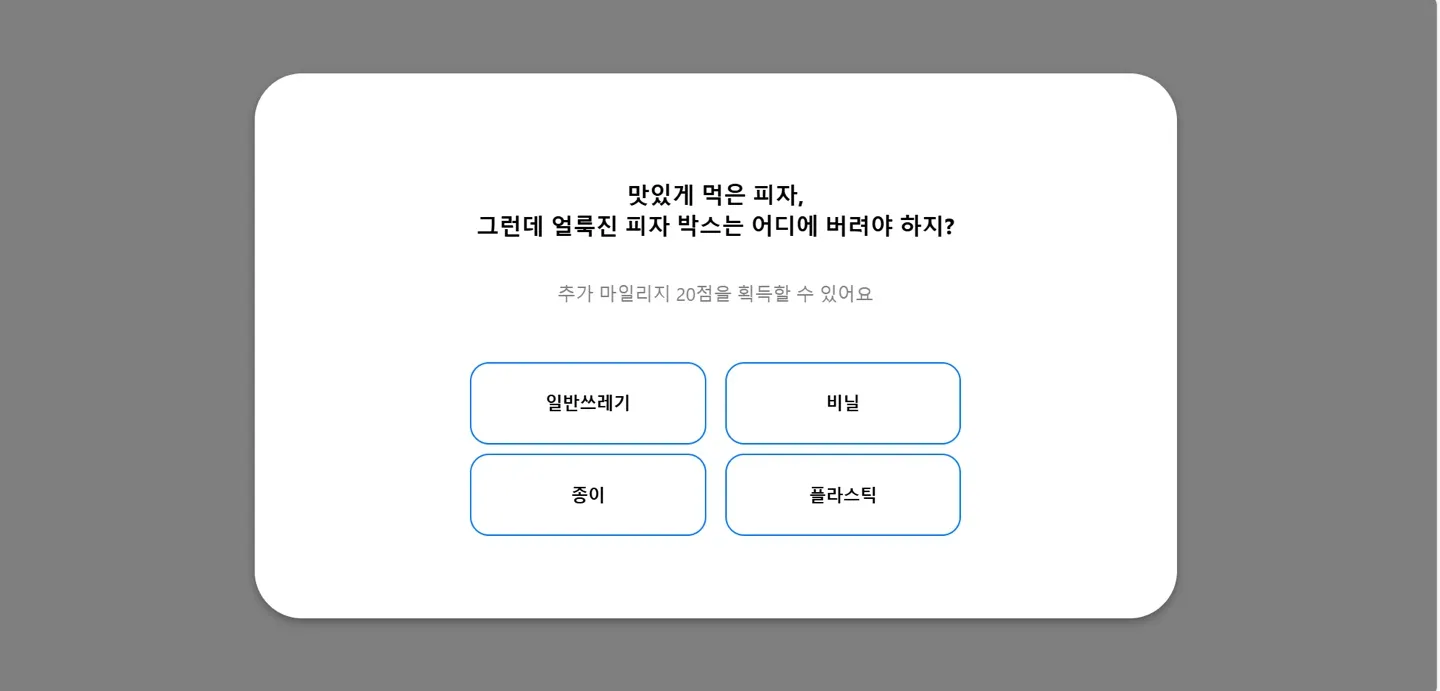 맛있게 먹은 피자,
그런데 얼룩진 피자 박스는 어디에 버려야 하지?
추가 마일리지 20점을 획득할 수 있어요
일반쓰레기
비닐
종이
플라스틱